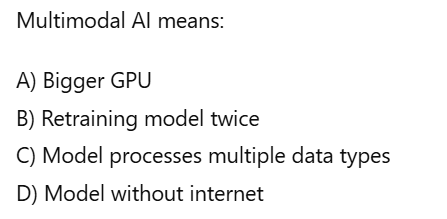 Multimodal AI means:
A) Bigger GPU
B) Retraining model twice
C) Model processes multiple data types
D) Model without internet